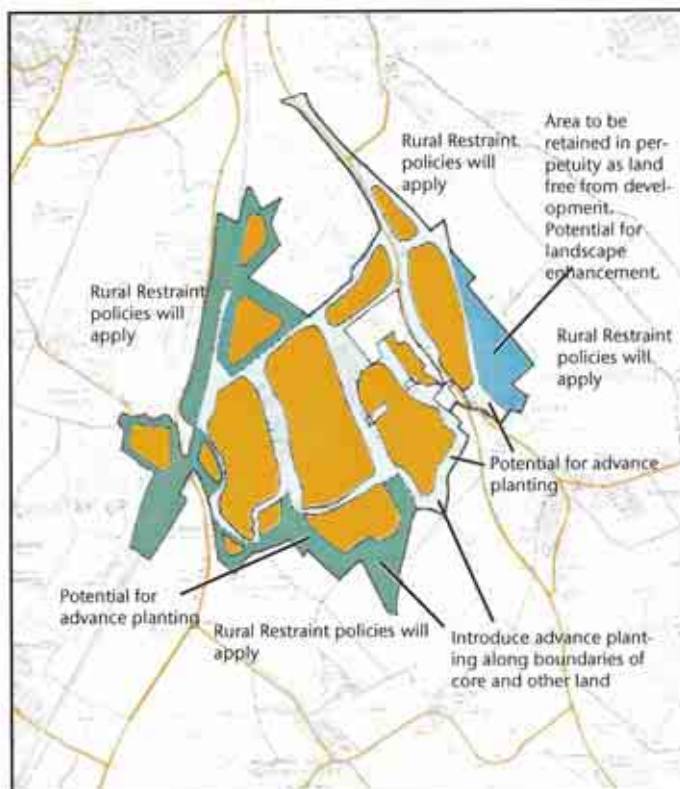 Rural Restraint
policies will
apply
Area to be
retained in per-
petuity as land
free from devel-
opment.
Potential for
landscape
enhancement.
Rural Restraint
policies will
apply
Rural Restraint
policies will
apply
Potential for advance
planting
Potential for
advance planting
Rural Restraint policies will
apply
Introduce advance plant-
ing along boundaries of
core and other land